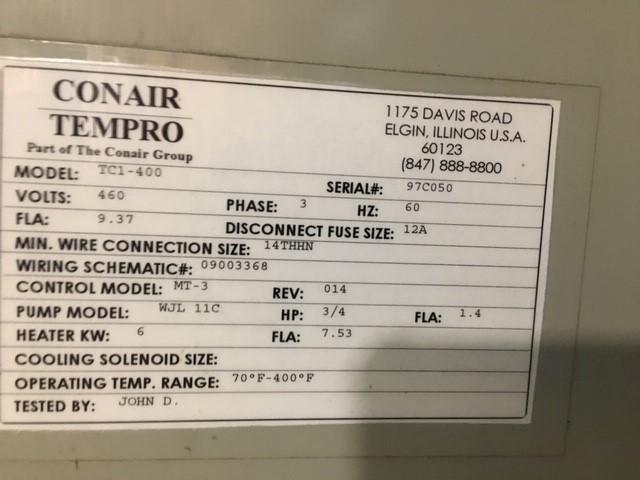 CONAIR
TEMPRO
Part of The Conair Group
1175 DAVIS ROAD
ELGIN, ILLINOIS U.S.A.
60123
(847) 888-8800
MODEL: TC1-400 SERIAL#: 97C050
VOLTS: 460 PHASE: 3 HZ: 60
FLA: 9.37 DISCONNECT FUSE SIZE: 12A
MIN. WIRE CONNECTION SIZE: 14THHN
WIRING SCHEMATIC#: 09003368
CONTROL MODEL: MT-3 REV: 014
PUMP MODEL: WJL 11C HP: 3/4 FLA: 1.4
HEATER KW: 6 FLA: 7.53
COOLING SOLENOID SIZE:
OPERATING TEMP. RANGE: 70°F-400°F
TESTED BY: JOHN D.